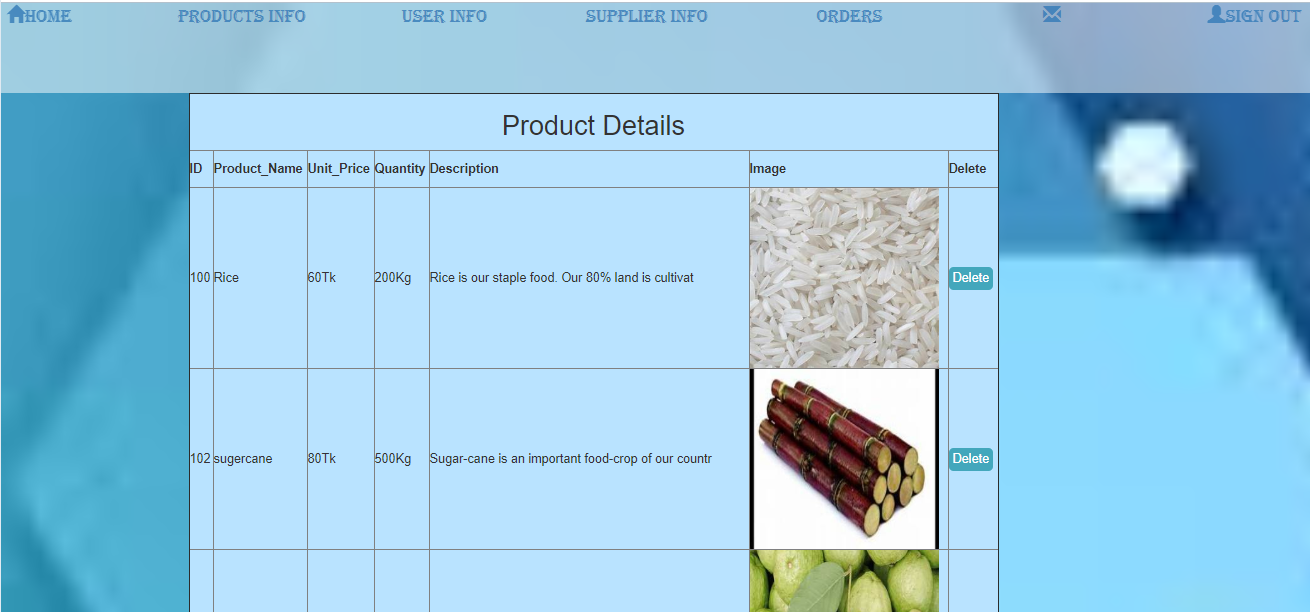 HOME PRODUCTS INFO USER INFO SUPPLIER INFO ORDERS SIGN OUT
Product Details
ID Product_Name Unit_Price Quantity Description Image Delete
100 Rice 60Tk 200Kg Rice is our staple food. Our 80% land is cultivat Delete
102 sugercane 80Tk 500Kg Sugar-cane is an important food-crop of our countr Delete